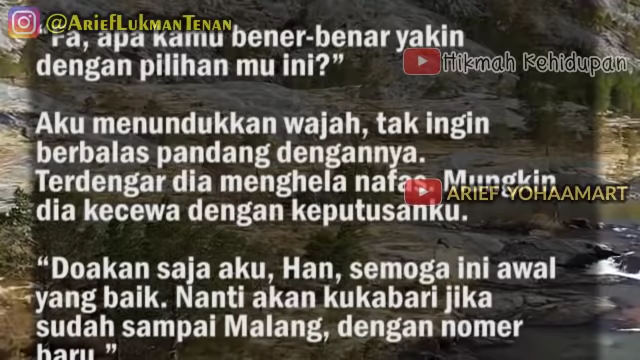 @AriefLukmanTenan
"Fa, apa kamu bener-benar yakin
dengan pilihan mu ini?"
Hikmah Kehidupan
Aku menundukkan wajah, tak ingin
berbalas pandang dengannya.
Terdengar dia menghela nafas. Mungkin
dia kecewa dengan keputusanku.
ARIEF YOHAAMART
"Doakan saja aku, Han, semoga ini awal
yang baik. Nanti akan kukabari jika
sudah sampai Malang, dengan nomer
baru."